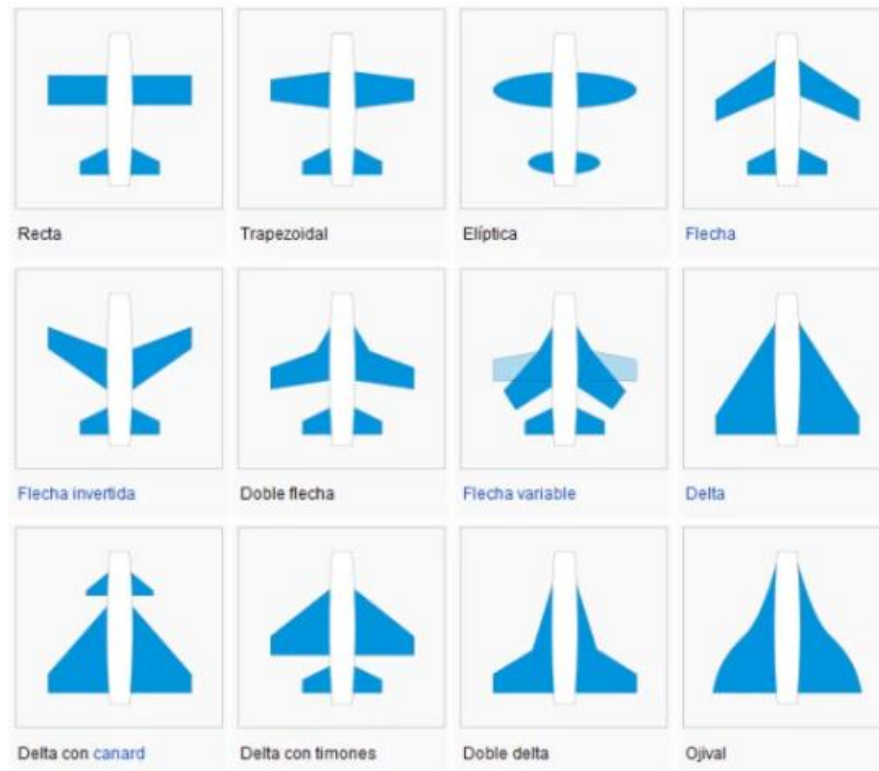 Recta
Trapezoidal
Elíptica
Flecha
Flecha invertida
Doble flecha
Flecha variable
Delta
Delta con canard
Delta con timones
Doble delta
Ojival